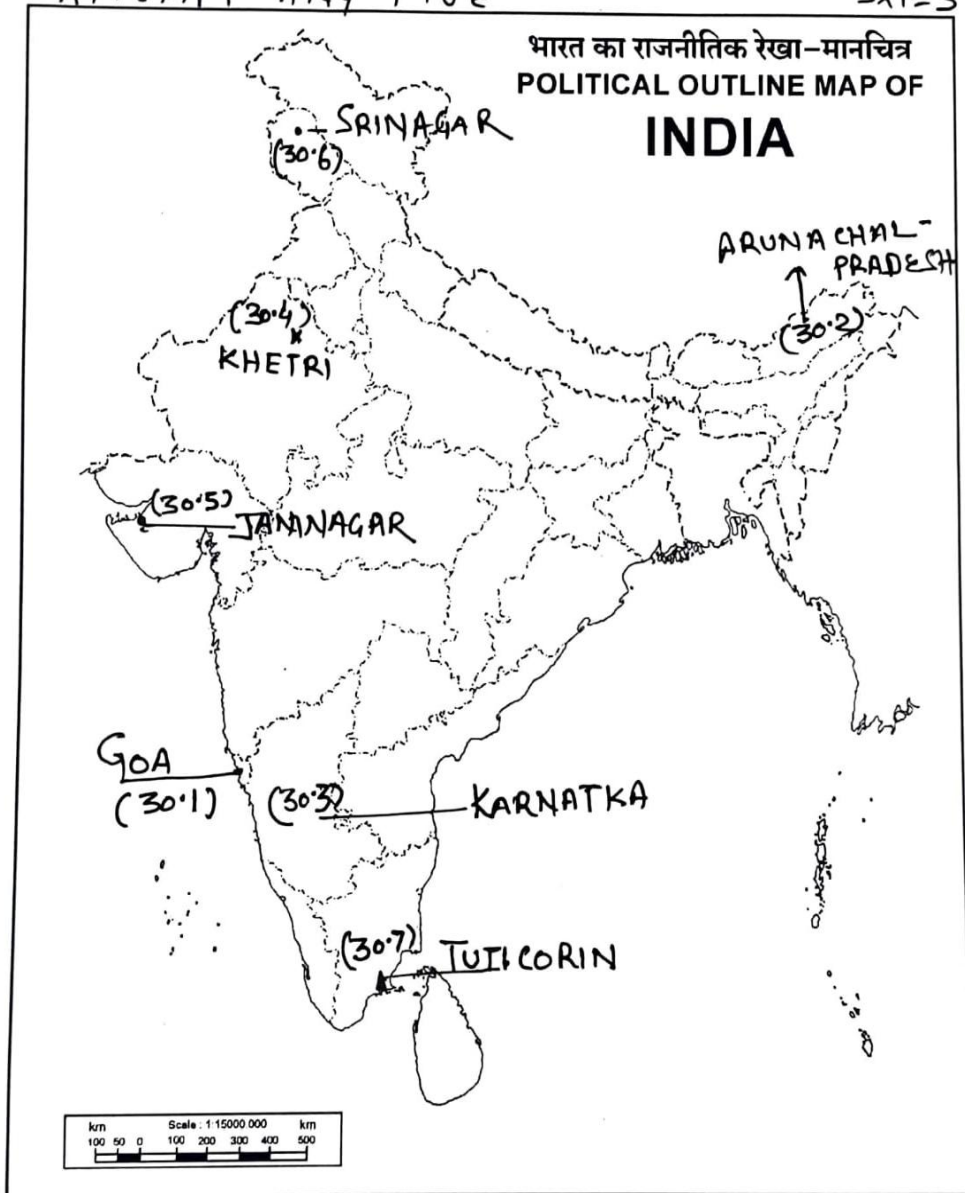 भारत का राजनीतिक रेखा-मानचित्र
POLITICAL OUTLINE MAP OF
INDIA
SRINAGAR
(30.6)
ARUNACHAL-
PRADESH
(30.2)
(30.4)
KHETRI
(30.5)
JAMNAGAR
GOA
(30.1)
(30.3)
KARNATKA
(30.7)
TUTICORIN
km Scale : 1:15000 000 km
100 50 0 100 200 300 400 500